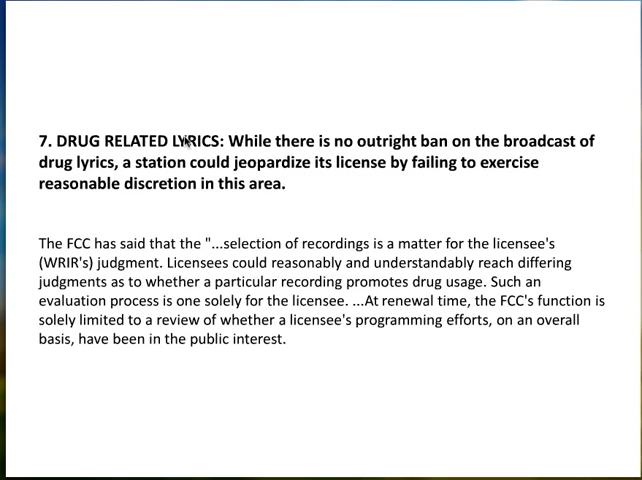 7. DRUG RELATED LYRICS: While there is no outright ban on the broadcast of
drug lyrics, a station could jeopardize its license by failing to exercise
reasonable discretion in this area.
The FCC has said that the "...selection of recordings is a matter for the licensee's
(WRIR's) judgment. Licensees could reasonably and understandably reach differing
judgments as to whether a particular recording promotes drug usage. Such an
evaluation process is one solely for the licensee. ...At renewal time, the FCC's function is
solely limited to a review of whether a licensee's programming efforts, on an overall
basis, have been in the public interest.